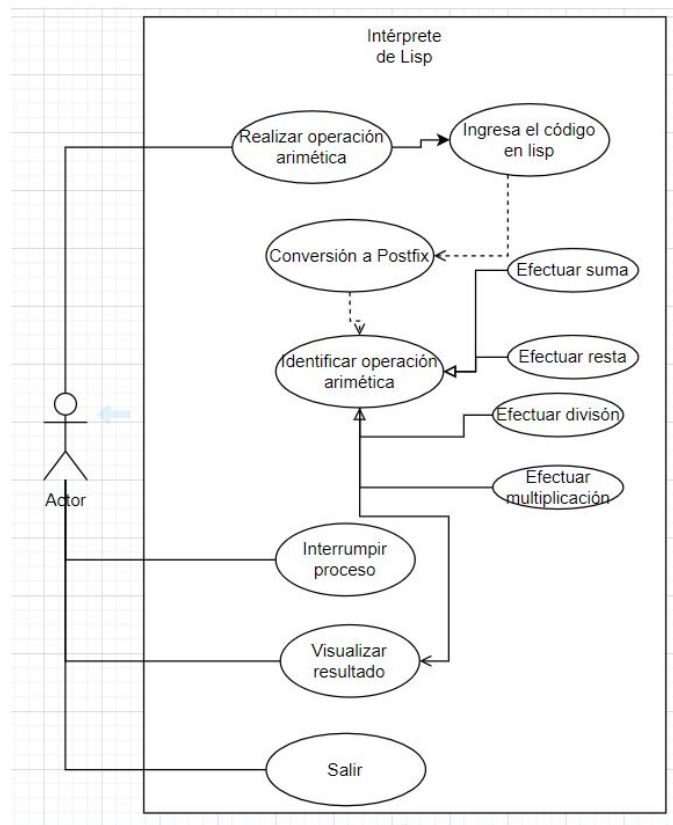 Intérprete
de Lisp
Realizar operación
arimética
Ingresa el código
en lisp
Conversión a Postfix
Efectuar suma
Identificar operación
arimética
Efectuar resta
Efectuar divisón
Efectuar
multiplicación
Actor
Interrumpir
proceso
Visualizar
resultado
Salir